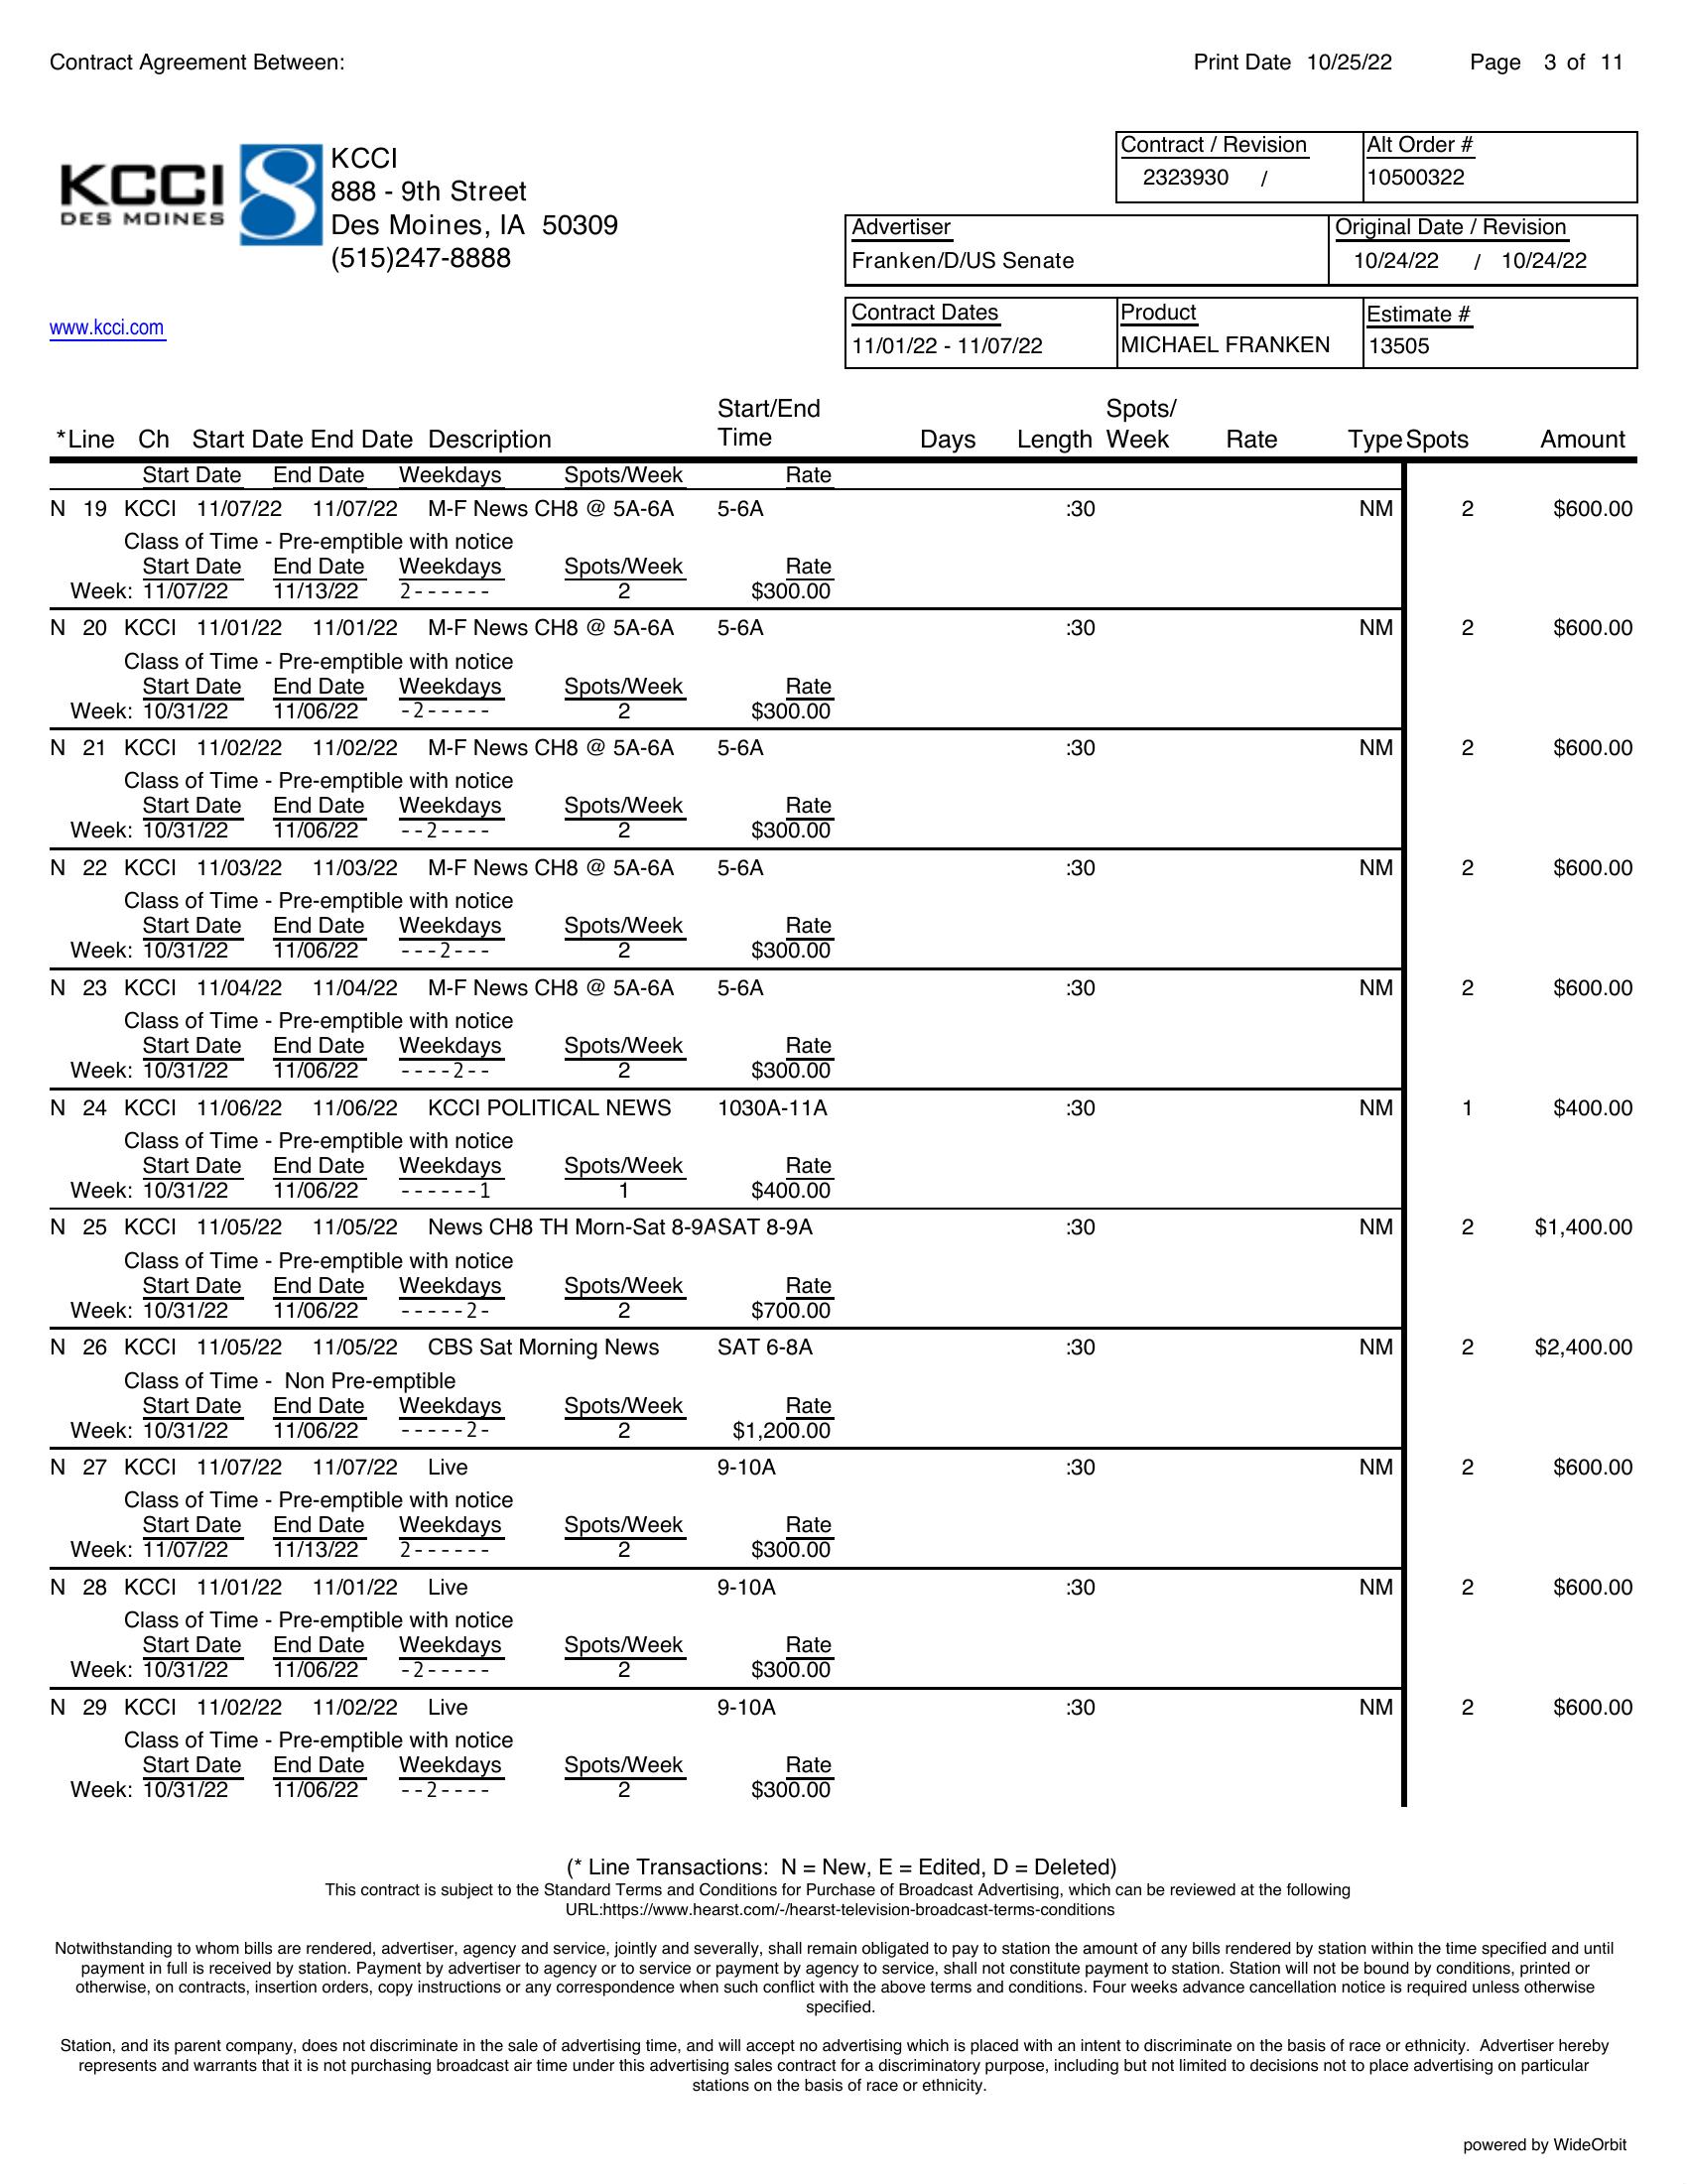 Contract Agreement Between:
Print Date 10/25/22 Page 3 of 11
KCCI
DES MOINES
8
KCCI
888 - 9th Street
Des Moines, IA 50309
(515)247-8888
www.kcci.com
Contract / Revision Alt Order #
2323930 / 10500322
Advertiser Original Date / Revision
Franken/D/US Senate 10/24/22 / 10/24/22
Contract Dates Product Estimate #
11/01/22 - 11/07/22 MICHAEL FRANKEN 13505
Start/End Spots/
*Line Ch Start Date End Date Description Time Days Length Week Rate Type Spots Amount
Start Date End Date Weekdays Spots/Week Rate
N 19 KCCI 11/07/22 11/07/22 M-F News CH8 @ 5A-6A 5-6A :30 NM 2 $600.00
Class of Time - Pre-emptible with notice
Start Date End Date Weekdays Spots/Week Rate
Week: 11/07/22 11/13/22 2------ 2 $300.00
N 20 KCCI 11/01/22 11/01/22 M-F News CH8 @ 5A-6A 5-6A :30 NM 2 $600.00
Class of Time - Pre-emptible with notice
Start Date End Date Weekdays Spots/Week Rate
Week: 10/31/22 11/06/22 -2----- 2 $300.00
N 21 KCCI 11/02/22 11/02/22 M-F News CH8 @ 5A-6A 5-6A :30 NM 2 $600.00
Class of Time - Pre-emptible with notice
Start Date End Date Weekdays Spots/Week Rate
Week: 10/31/22 11/06/22 --2---- 2 $300.00
N 22 KCCI 11/03/22 11/03/22 M-F News CH8 @ 5A-6A 5-6A :30 NM 2 $600.00
Class of Time - Pre-emptible with notice
Start Date End Date Weekdays Spots/Week Rate
Week: 10/31/22 11/06/22 ---2--- 2 $300.00
N 23 KCCI 11/04/22 11/04/22 M-F News CH8 @ 5A-6A 5-6A :30 NM 2 $600.00
Class of Time - Pre-emptible with notice
Start Date End Date Weekdays Spots/Week Rate
Week: 10/31/22 11/06/22 ----2-- 2 $300.00
N 24 KCCI 11/06/22 11/06/22 KCCI POLITICAL NEWS 1030A-11A :30 NM 1 $400.00
Class of Time - Pre-emptible with notice
Start Date End Date Weekdays Spots/Week Rate
Week: 10/31/22 11/06/22 ------1 1 $400.00
N 25 KCCI 11/05/22 11/05/22 News CH8 TH Morn-Sat 8-9ASAT 8-9A :30 NM 2 $1,400.00
Class of Time - Pre-emptible with notice
Start Date End Date Weekdays Spots/Week Rate
Week: 10/31/22 11/06/22 -----2- 2 $700.00
N 26 KCCI 11/05/22 11/05/22 CBS Sat Morning News SAT 6-8A :30 NM 2 $2,400.00
Class of Time - Non Pre-emptible
Start Date End Date Weekdays Spots/Week Rate
Week: 10/31/22 11/06/22 -----2- 2 $1,200.00
N 27 KCCI 11/07/22 11/07/22 Live 9-10A :30 NM 2 $600.00
Class of Time - Pre-emptible with notice
Start Date End Date Weekdays Spots/Week Rate
Week: 11/07/22 11/13/22 2------ 2 $300.00
N 28 KCCI 11/01/22 11/01/22 Live 9-10A :30 NM 2 $600.00
Class of Time - Pre-emptible with notice
Start Date End Date Weekdays Spots/Week Rate
Week: 10/31/22 11/06/22 -2----- 2 $300.00
N 29 KCCI 11/02/22 11/02/22 Live 9-10A :30 NM 2 $600.00
Class of Time - Pre-emptible with notice
Start Date End Date Weekdays Spots/Week Rate
Week: 10/31/22 11/06/22 --2---- 2 $300.00
(* Line Transactions: N = New, E = Edited, D = Deleted)
This contract is subject to the Standard Terms and Conditions for Purchase of Broadcast Advertising, which can be reviewed at the following
URL:https://www.hearst.com/-/hearst-television-broadcast-terms-conditions
Notwithstanding to whom bills are rendered, advertiser, agency and service, jointly and severally, shall remain obligated to pay to station the amount of any bills rendered by station within the time specified and until
payment in full is received by station. Payment by advertiser to agency or to service or payment by agency to service, shall not constitute payment to station. Station will not be bound by conditions, printed or
otherwise, on contracts, insertion orders, copy instructions or any correspondence when such conflict with the above terms and conditions. Four weeks advance cancellation notice is required unless otherwise
specified.
Station, and its parent company, does not discriminate in the sale of advertising time, and will accept no advertising which is placed with an intent to discriminate on the basis of race or ethnicity. Advertiser hereby
represents and warrants that it is not purchasing broadcast air time under this advertising sales contract for a discriminatory purpose, including but not limited to decisions not to place advertising on particular
stations on the basis of race or ethnicity.
powered by WideOrbit